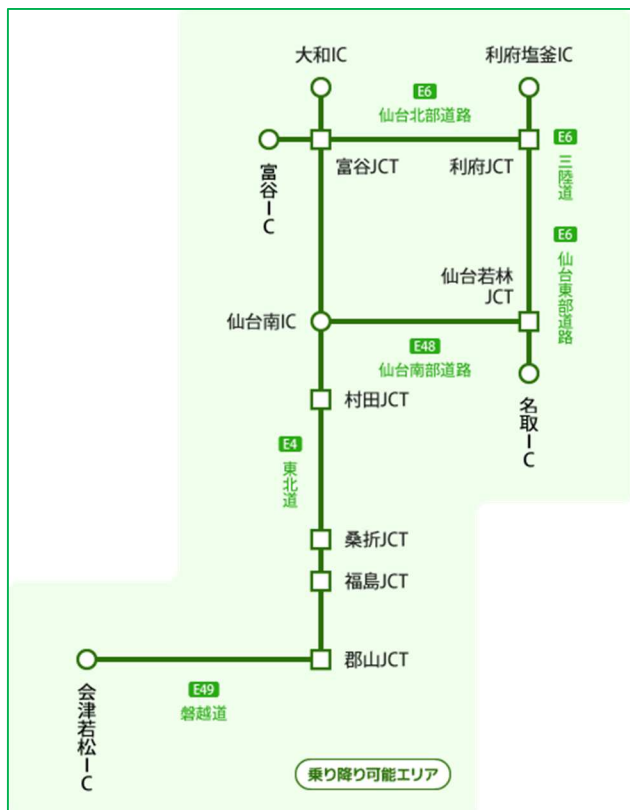 大和IC
利府塩釜IC
E6
仙台北部道路
富谷IC
富谷JCT
利府JCT
E6
三陸道
E6
仙台東部道路
仙台若林
JCT
仙台南IC
E48
仙台南部道路
名取IC
村田JCT
E4
東北道
桑折JCT
福島JCT
郡山JCT
E49
磐越道
会津若松IC
乗り降り可能エリア